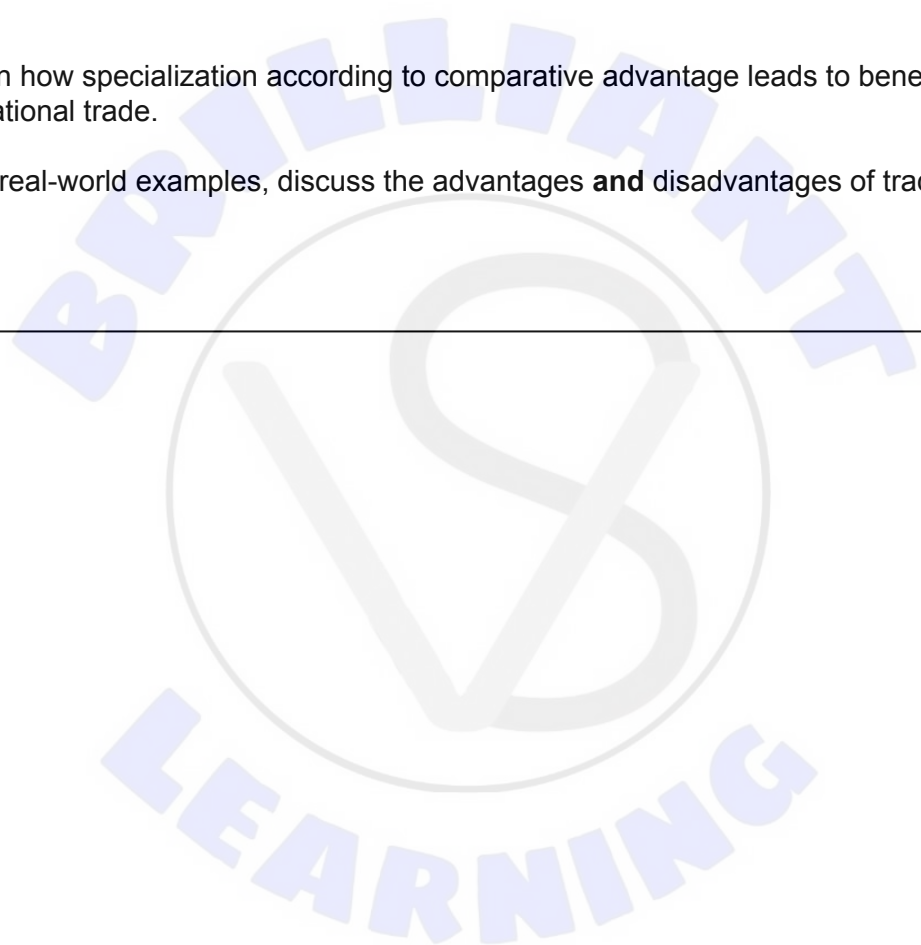 n how specialization according to comparative advantage leads to bene
ational trade.
real-world examples, discuss the advantages and disadvantages of trac
BRILLIANT
VS
LEARNING